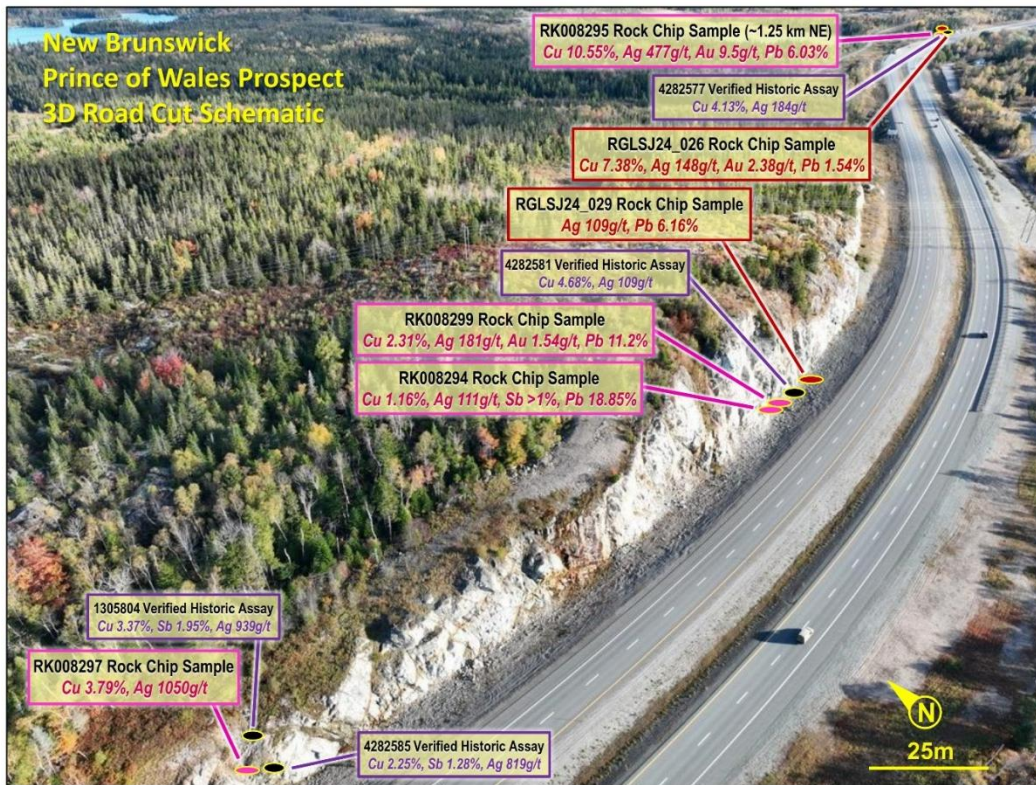 New Brunswick
Prince of Wales Prospect
3D Road Cut Schematic
RK008295 Rock Chip Sample (~1.25 km NE)
Cu 10.55%, Ag 477g/t, Au 9.5g/t, Pb 6.03%
4282577 Verified Historic Assay
Cu 4.13%, Ag 184g/t
RGLSJ24_026 Rock Chip Sample
Cu 7.38%, Ag 148g/t, Au 2.38g/t, Pb 1.54%
RGLSJ24_029 Rock Chip Sample
Ag 109g/t, Pb 6.16%
4282581 Verified Historic Assay
Cu 4.68%, Ag 109g/t
RK008299 Rock Chip Sample
Cu 2.31%, Ag 181g/t, Au 1.54g/t, Pb 11.2%
RK008294 Rock Chip Sample
Cu 1.16%, Ag 111g/t, Sb >1%, Pb 18.85%
1305804 Verified Historic Assay
Cu 3.37%, Sb 1.95%, Ag 939g/t
RK008297 Rock Chip Sample
Cu 3.79%, Ag 1050g/t
4282585 Verified Historic Assay
Cu 2.25%, Sb 1.28%, Ag 819g/t
N
25m